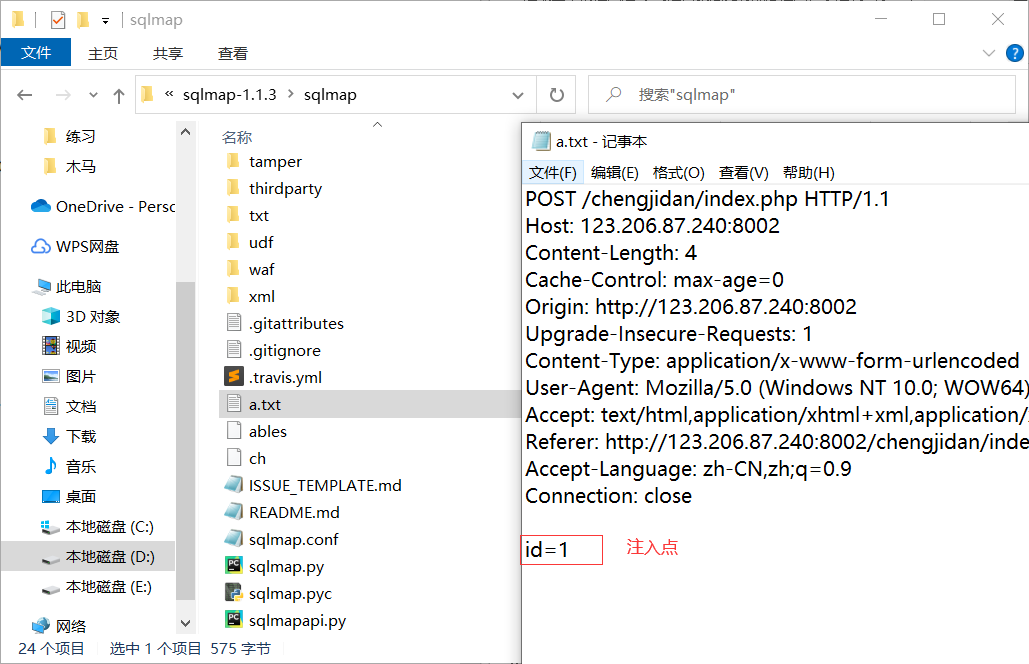 sqlmap
文件 主页 共享 查看
« sqlmap-1.1.3 > sqlmap
搜索"sqlmap"
练习
木马
OneDrive - Persc
WPS网盘
此电脑
3D 对象
视频
图片
文档
下载
音乐
桌面
本地磁盘 (C:)
本地磁盘 (D:)
本地磁盘 (E:)
网络
名称
tamper
thirdparty
txt
udf
waf
xml
.gitattributes
.gitignore
.travis.yml
a.txt
ables
ch
ISSUE_TEMPLATE.md
README.md
sqlmap.conf
sqlmap.py
sqlmap.pyc
sqlmapapi.py
24 个项目 选中 1 个项目 575 字节
a.txt - 记事本
文件(F) 编辑(E) 格式(O) 查看(V) 帮助(H)
POST /chengjidan/index.php HTTP/1.1
Host: 123.206.87.240:8002
Content-Length: 4
Cache-Control: max-age=0
Origin: http://123.206.87.240:8002
Upgrade-Insecure-Requests: 1
Content-Type: application/x-www-form-urlencoded
User-Agent: Mozilla/5.0 (Windows NT 10.0; WOW64)
Accept: text/html,application/xhtml+xml,application/x
Referer: http://123.206.87.240:8002/chengjidan/inde
Accept-Language: zh-CN,zh;q=0.9
Connection: close
id=1 注入点